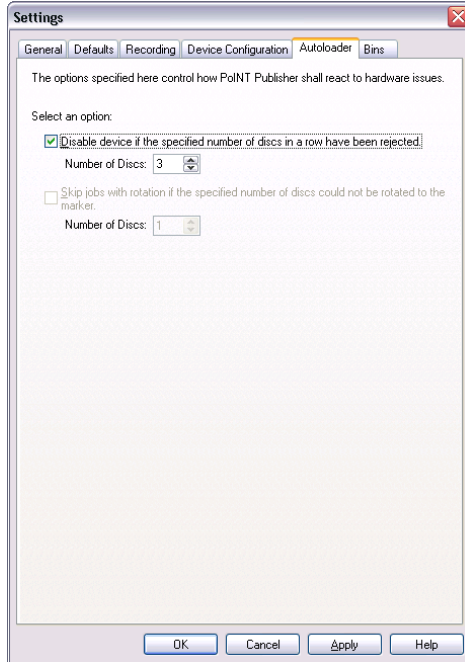 Settings
General Defaults Recording Device Configuration Autoloader Bins
The options specified here control how PoINT Publisher shall react to hardware issues.
Select an option:
Disable device if the specified number of discs in a row have been rejected.
Number of Discs: 3
Skip jobs with rotation if the specified number of discs could not be rotated to the
marker.
Number of Discs: 1
OK Cancel Apply Help